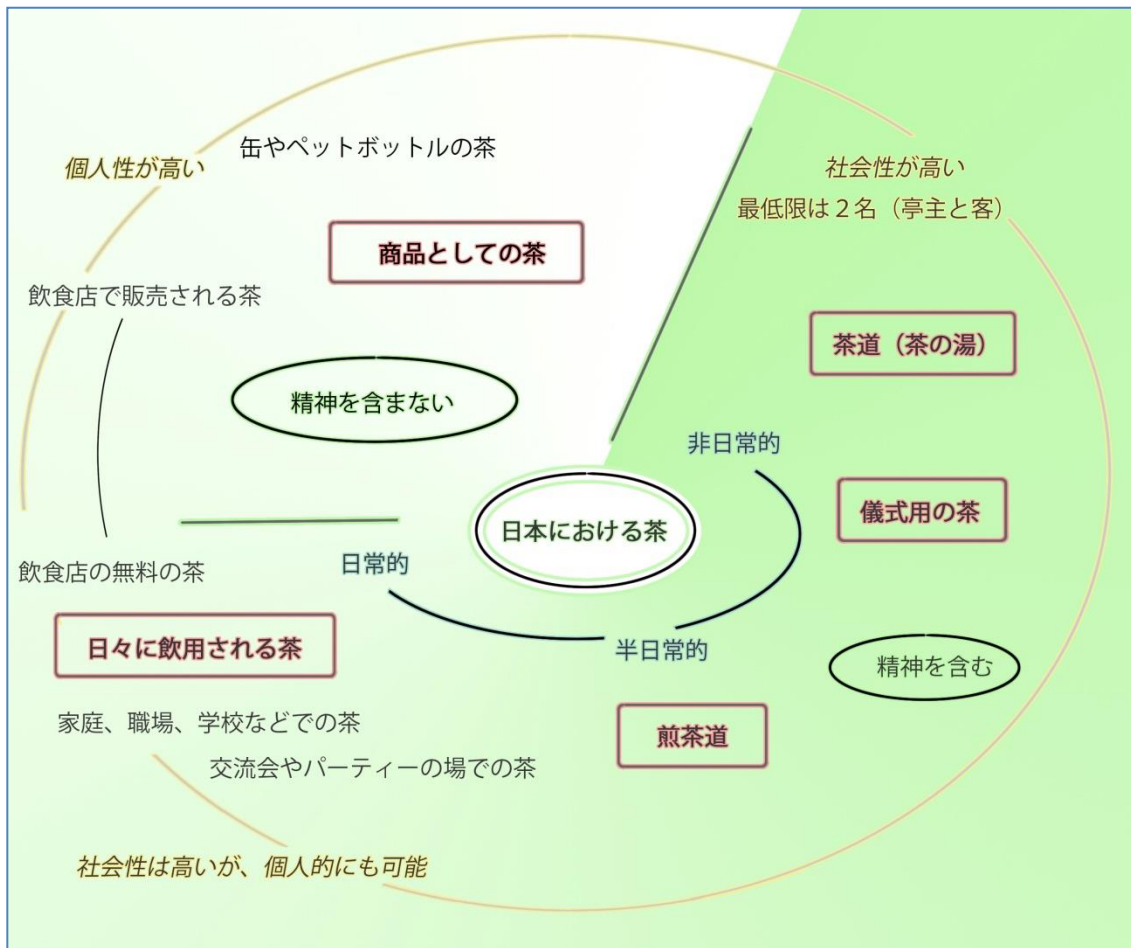 缶やペットボットルの茶
個人性が高い
社会性が高い
最低限は２名（亭主と客）
商品としての茶
飲食店で販売される茶
茶道（茶の湯）
精神を含まない
非日常的
儀式用の茶
日本における茶
日常的
飲食店の無料の茶
半日常的
日々に飲用される茶
精神を含む
家庭、職場、学校などでの茶
煎茶道
交流会やパーティーの場での茶
社会性は高いが、個人的にも可能